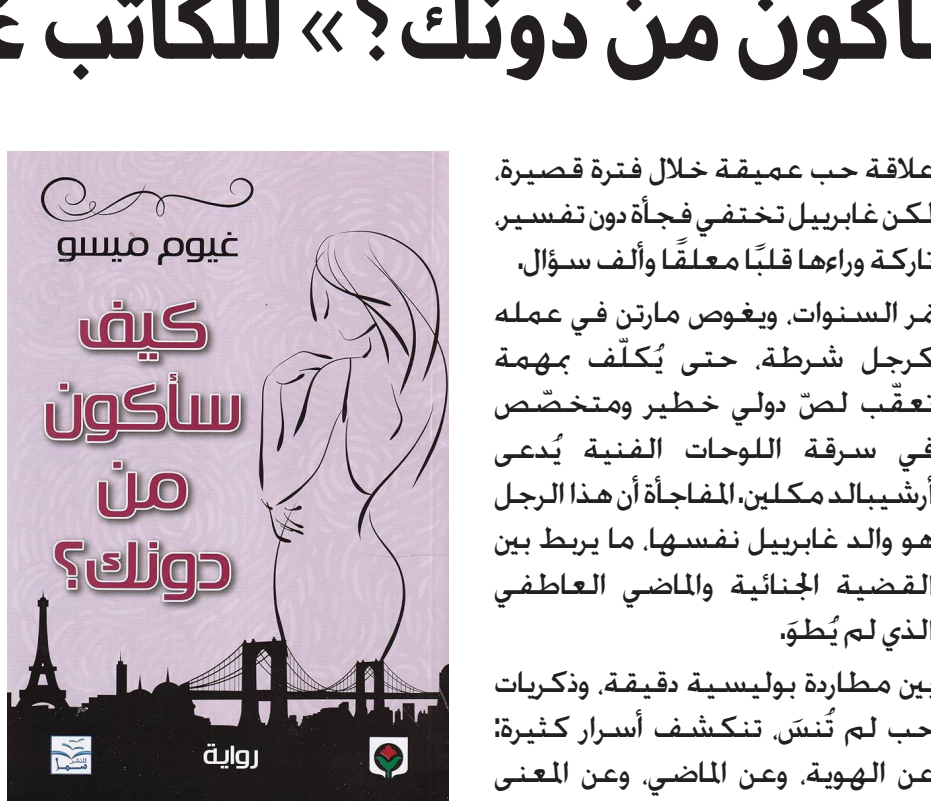 سأكون من دونك؟» للكاتب
علاقة حب عميقة خلال فترة قصيرة،
لكن غابرييل تختفي فجأة دون تفسير،
تاركة وراءها قلبًا معلقًا وألف سؤال.
تمر السنوات، ويغوص مارتن في عمله
كرجل شرطة، حتى يُكلّف بمهمة
تعقّب لصّ دولي خطير ومتخصّص
في سرقة اللوحات الفنية يُدعى
أرشيبالد مكلين. المفاجأة أن هذا الرجل
هو والد غابرييل نفسها، ما يربط بين
القضية الجنائية والماضي العاطفي
الذي لم يُطوَ.
بين مطاردة بوليسية دقيقة، وذكريات
حب لم تُنسَ، تنكشف أسرار كثيرة:
عن الهوية، وعن الماضي، وعن المعنى
غيوم ميسو
كيف
سأكون
من
دونك؟
رواية
سما للنشر